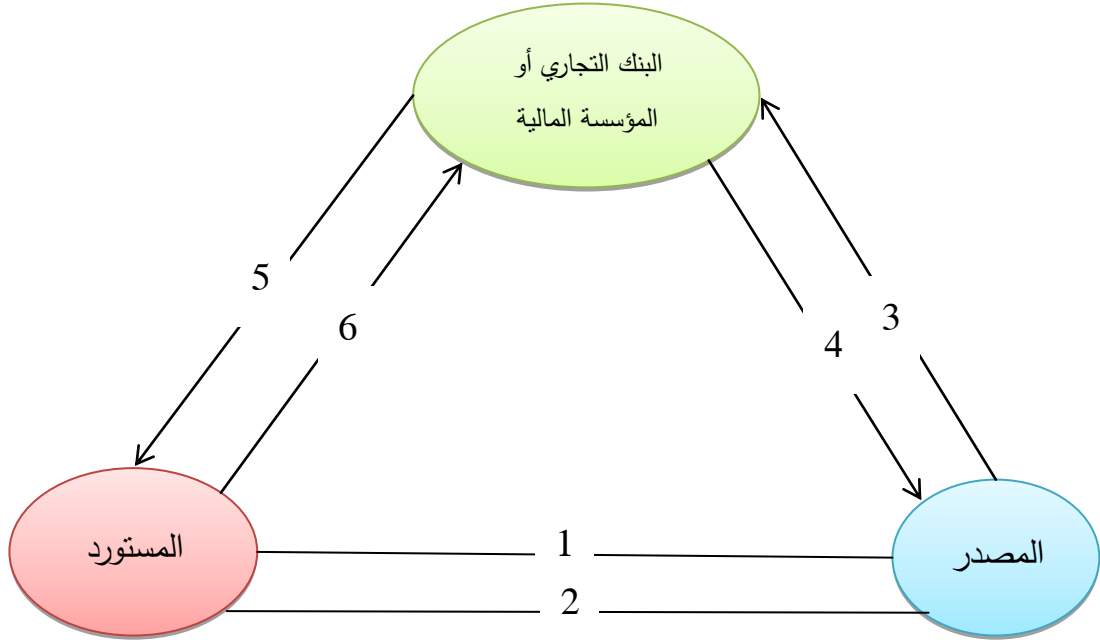 البنك التجاري أو
المؤسسة المالية
5
3
6
4
المستورد
1
المصدر
2